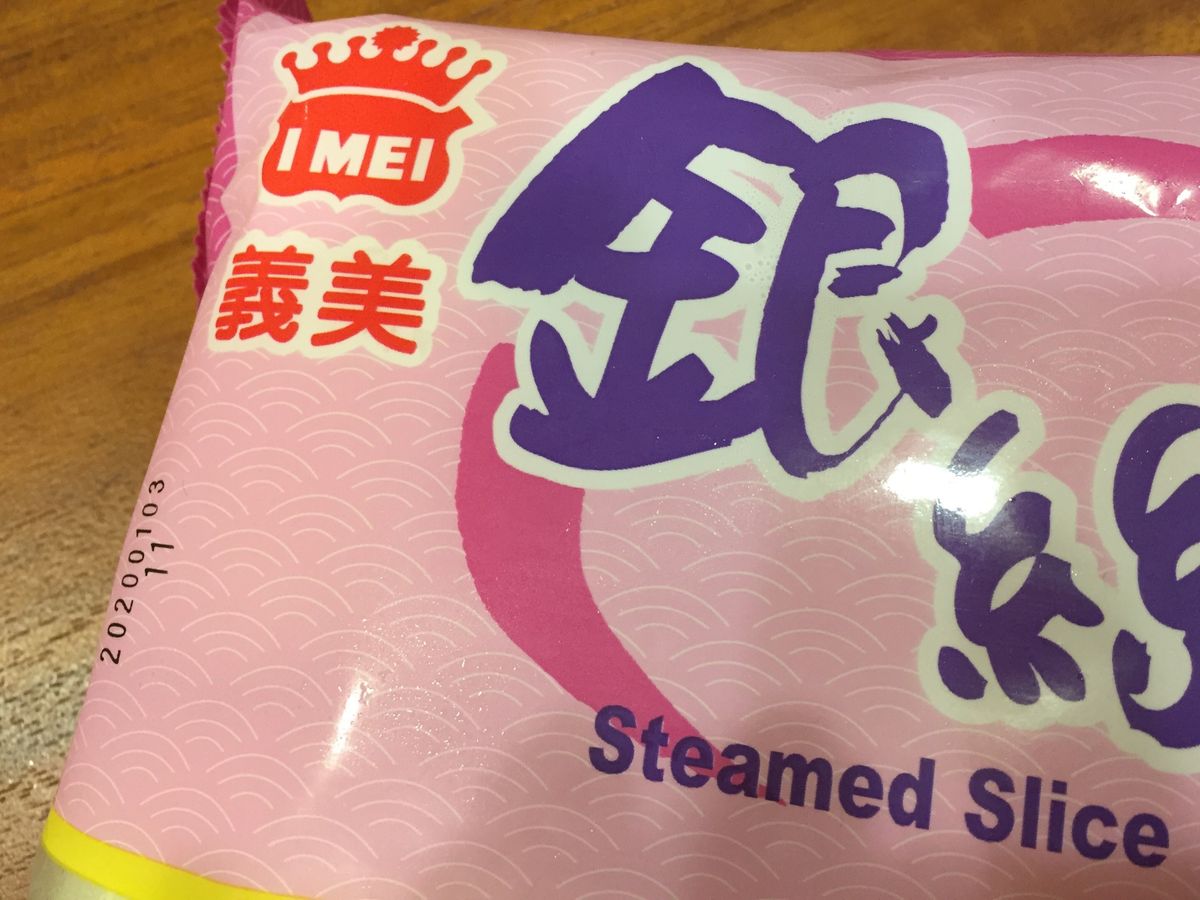 I MEI
義美
銀
Steamed Slice
20200103
11